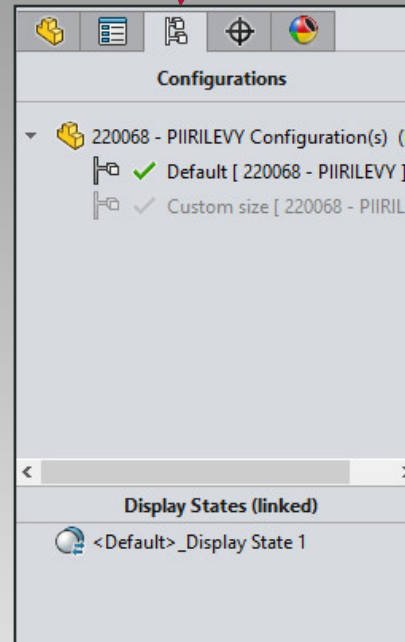 Configurations
220068 - PIIRILEVY Configuration(s) (
Default [ 220068 - PIIRILEVY ]
Custom size [ 220068 - PIIRIL
Display States (linked)
<Default>_Display State 1